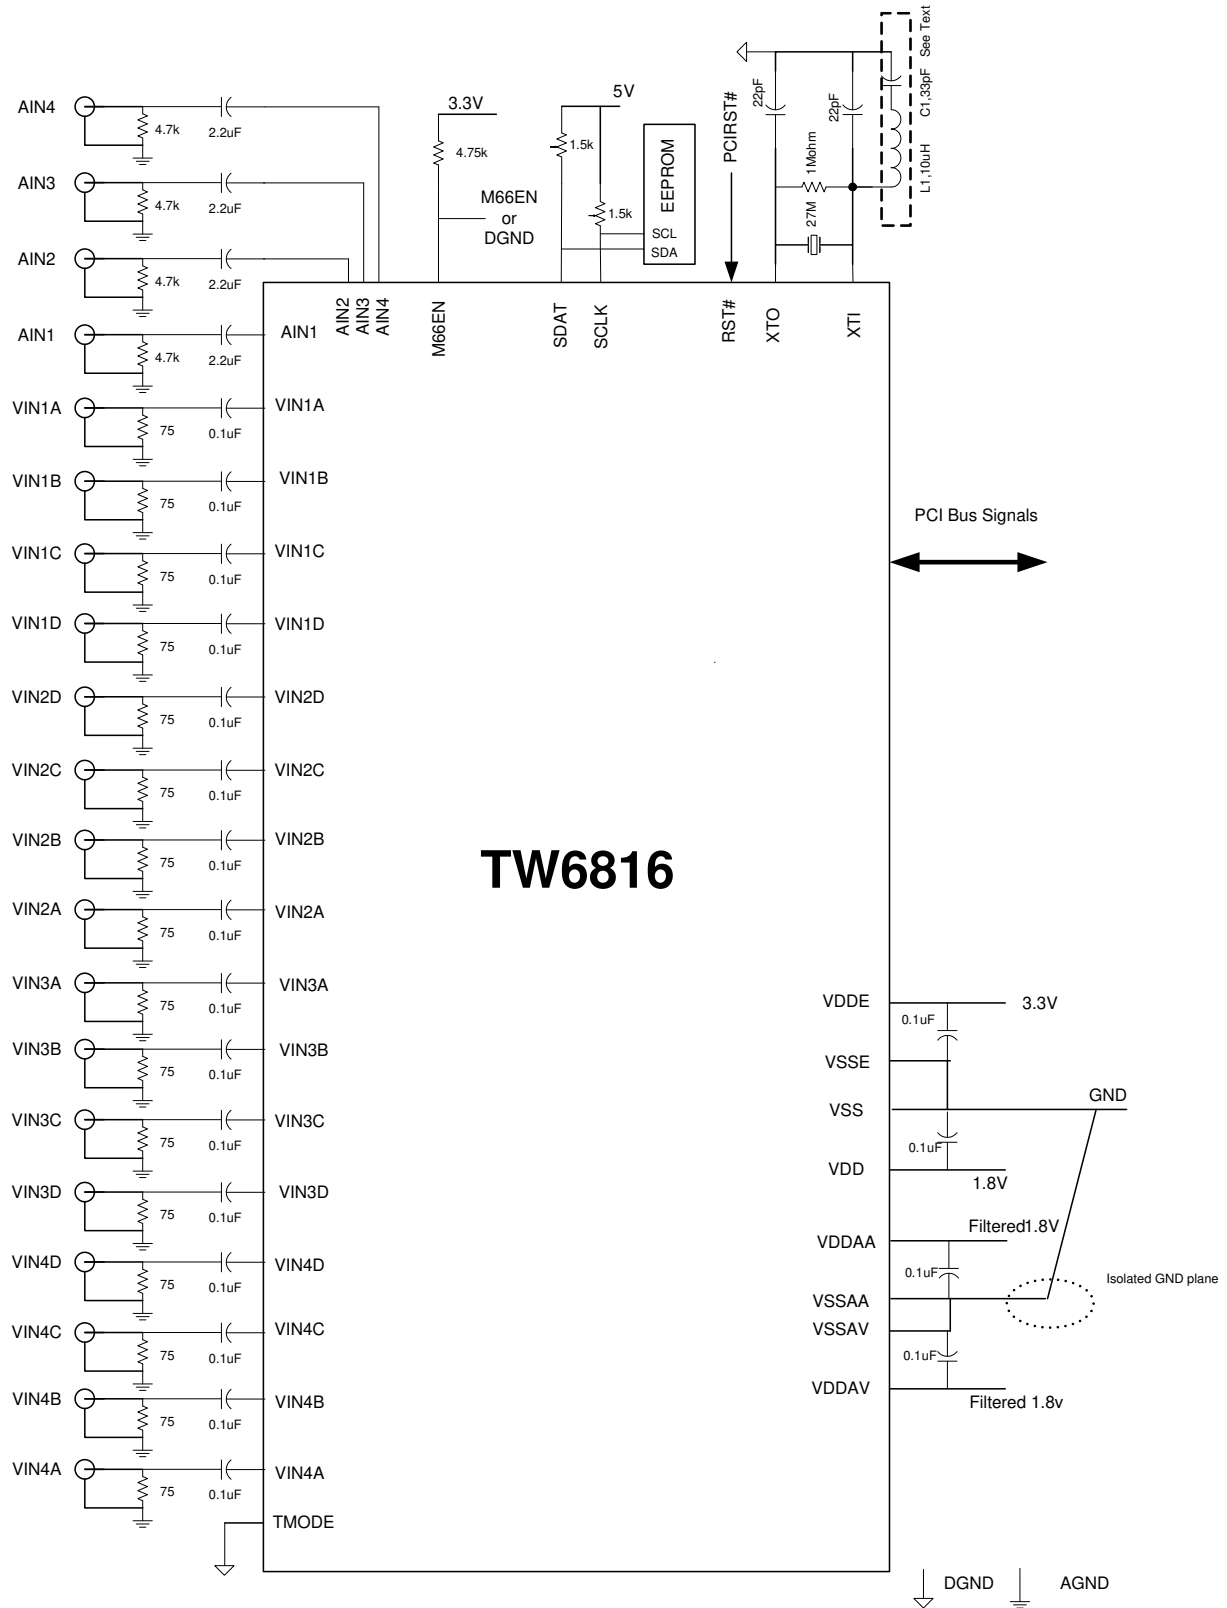 See Text
C1,33pF
L1,10uH
22pF
22pF
1Mohm
27M
PCIRST#
5V
1.5k
1.5k
EEPROM
SCL
SDA
3.3V
4.75k
M66EN
or
DGND
AIN4
4.7k
2.2uF
AIN3
4.7k
2.2uF
AIN2
4.7k
2.2uF
AIN1
4.7k
2.2uF
AIN1
AIN2
AIN3
AIN4
M66EN
SDAT
SCLK
RST#
XTO
XTI
VIN1A
75
0.1uF
VIN1A
VIN1B
75
0.1uF
VIN1B
VIN1C
75
0.1uF
VIN1C
VIN1D
75
0.1uF
VIN1D
VIN2D
75
0.1uF
VIN2D
VIN2C
75
0.1uF
VIN2C
VIN2B
75
0.1uF
VIN2B
VIN2A
75
0.1uF
VIN2A
VIN3A
75
0.1uF
VIN3A
VIN3B
75
0.1uF
VIN3B
VIN3C
75
0.1uF
VIN3C
VIN3D
75
0.1uF
VIN3D
VIN4D
75
0.1uF
VIN4D
VIN4C
75
0.1uF
VIN4C
VIN4B
75
0.1uF
VIN4B
VIN4A
75
0.1uF
VIN4A
TMODE
TW6816
PCI Bus Signals
VDDE
3.3V
0.1uF
VSSE
VSS
GND
0.1uF
VDD
1.8V
Filtered1.8V
VDDAA
0.1uF
Isolated GND plane
VSSAA
VSSAV
0.1uF
VDDAV
Filtered 1.8v
DGND
AGND